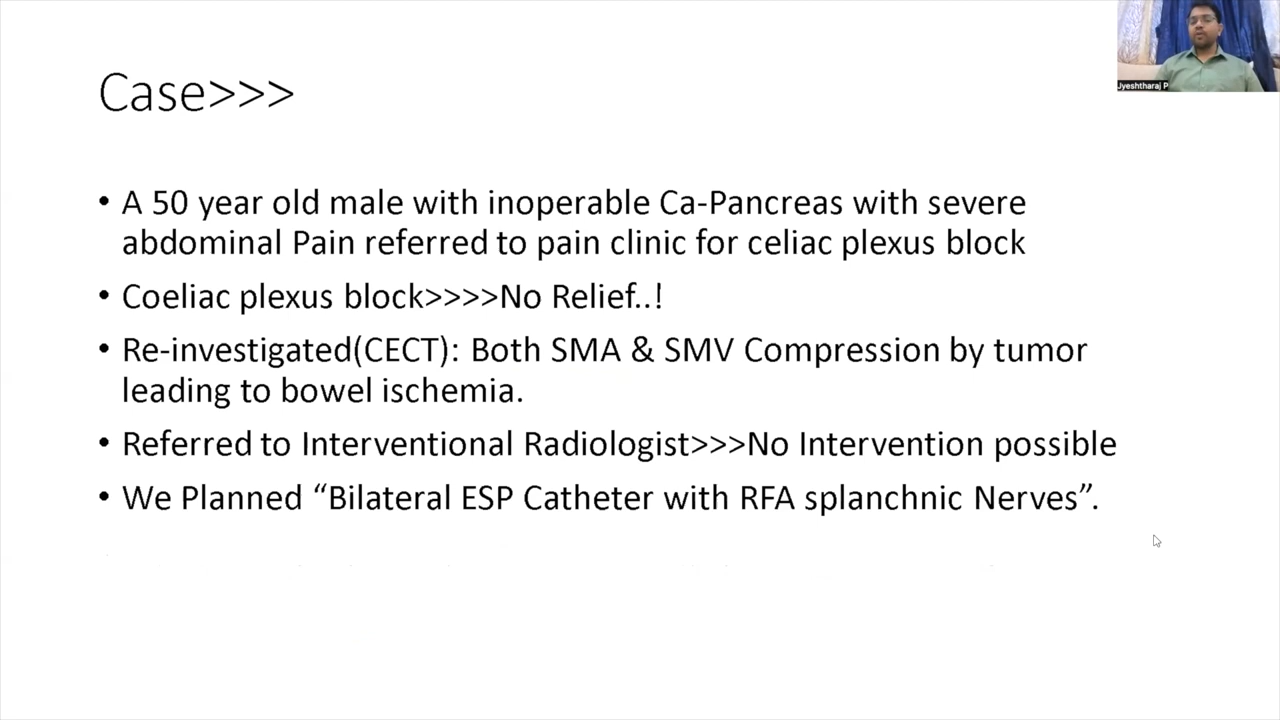 Case>>>
Jyeshtharaj P
• A 50 year old male with inoperable Ca-Pancreas with severe
abdominal Pain referred to pain clinic for celiac plexus block
• Coeliac plexus block>>>>No Relief..!
• Re-investigated(CECT): Both SMA & SMV Compression by tumor
leading to bowel ischemia.
• Referred to Interventional Radiologist>>>No Intervention possible
• We Planned “Bilateral ESP Catheter with RFA splanchnic Nerves”.